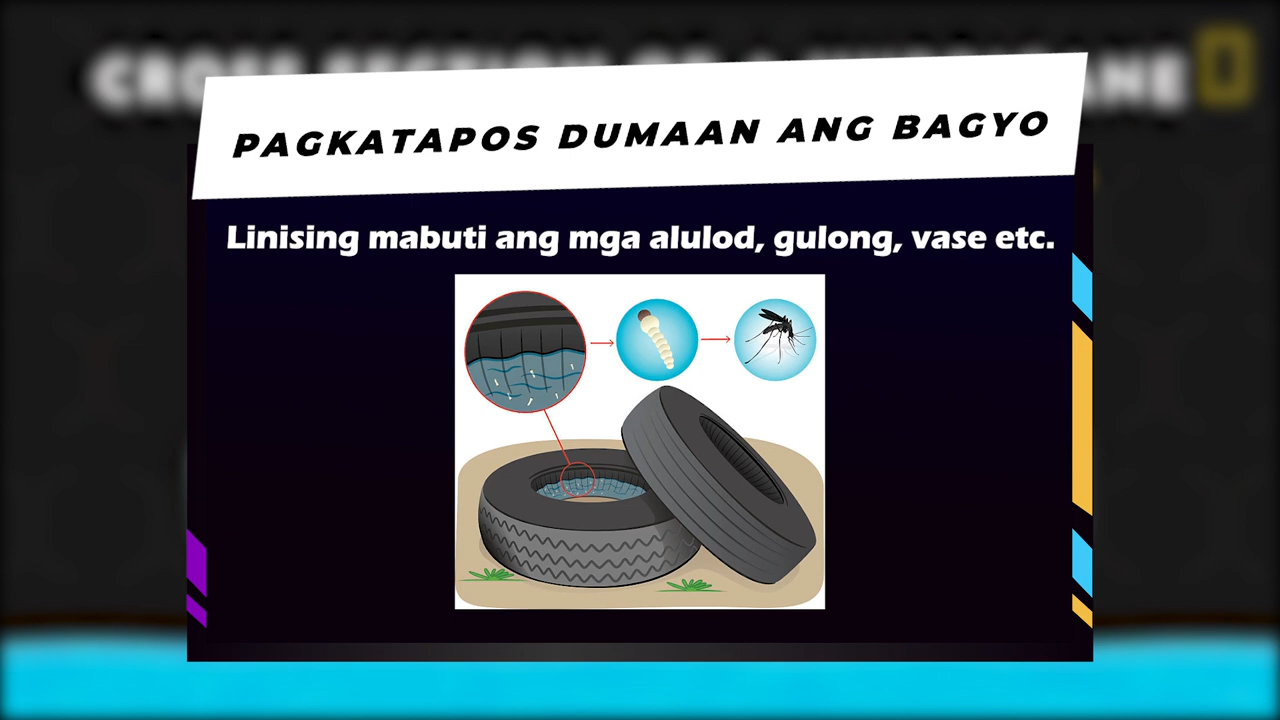 PAGKATAPOS DUMAAN ANG BAGYO
Linising mabuti ang mga alulod, gulong, vase etc.